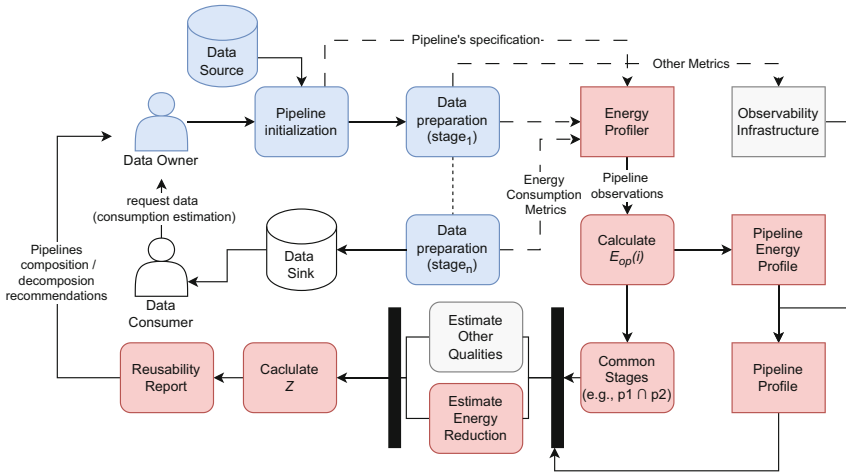 Pipeline's specification-
Data
Source
Other Metrics
Pipeline
initialization
Data
preparation
(stage1)
Energy
Profiler
Observability
Infrastructure
Data Owner
request data
(consumption estimation)
Energy
Consumption
Metrics
Pipeline
observations
Pipelines
composition /
decomposion
recommendations
Data
Sink
Data
preparation
(stagen)
Calculate
Eop(i)
Pipeline
Energy
Profile
Data
Consumer
Estimate
Other
Qualities
Reusability
Report
Caclulate
Z
Estimate
Energy
Reduction
Common
Stages
(e.g., p1 ∩ p2)
Pipeline
Profile